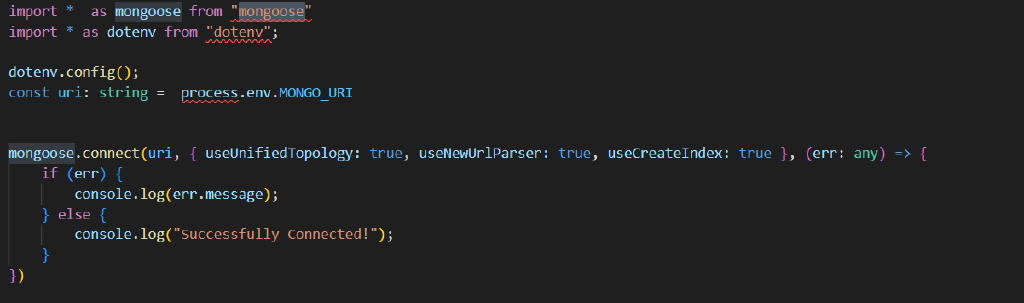 import *  as mongoose from "mongoose"
import * as dotenv from "dotenv";
dotenv.config();
const uri: string =  process.env.MONGO_URI
mongoose.connect(uri, { useUnifiedTopology: true, useNewUrlParser: true, useCreateIndex: true }, (err: any) => {
    if (err) {
        console.log(err.message);
    } else {
        console.log("Successfully Connected!");
    }
})